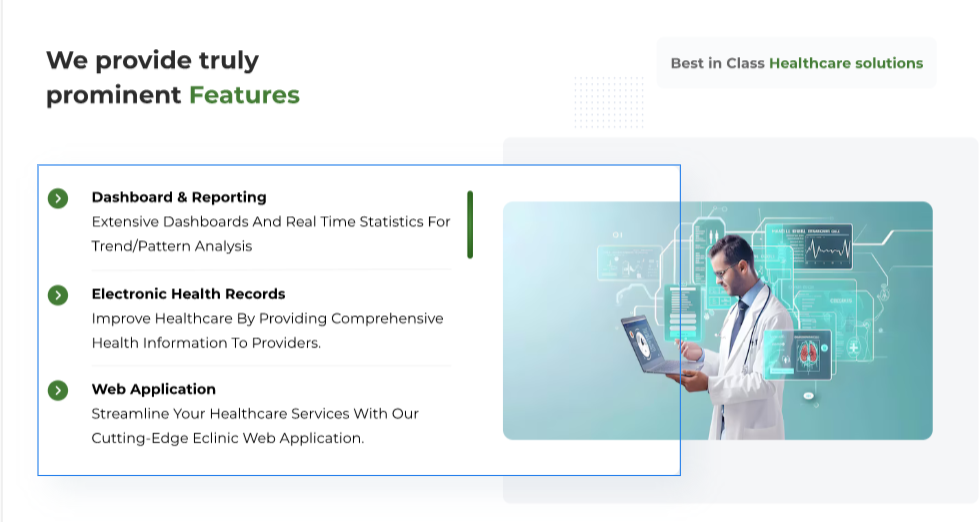 We provide truly
prominent Features
Best in Class Healthcare solutions
Dashboard & Reporting
Extensive Dashboards And Real Time Statistics For
Trend/Pattern Analysis
Electronic Health Records
Improve Healthcare By Providing Comprehensive
Health Information To Providers.
Web Application
Streamline Your Healthcare Services With Our
Cutting-Edge Eclinic Web Application.